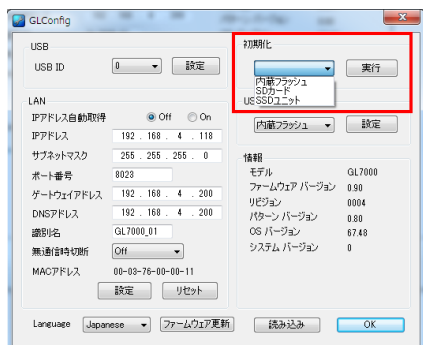 GLConfig
USB
USB ID
0
設定
LAN
IPアドレス自動取得
Off
On
IPアドレス
192 . 168 . 4 . 118
サブネットマスク
255 . 255 . 255 . 0
ポート番号
8023
ゲートウェイアドレス
192 . 168 . 4 . 200
DNSアドレス
192 . 168 . 4 . 200
識別名
GL7000_01
無通信時切断
Off
MACアドレス
00-03-76-00-00-11
設定
リセット
初期化
実行
内蔵フラッシュ
SDカード
SSDユニット
US
内蔵フラッシュ
設定
情報
モデル
GL7000
ファームウェア バージョン
0.90
リビジョン
0004
パターン バージョン
0.80
OS バージョン
67.48
システム バージョン
0
Language
Japanese
ファームウェア更新
読み込み
OK